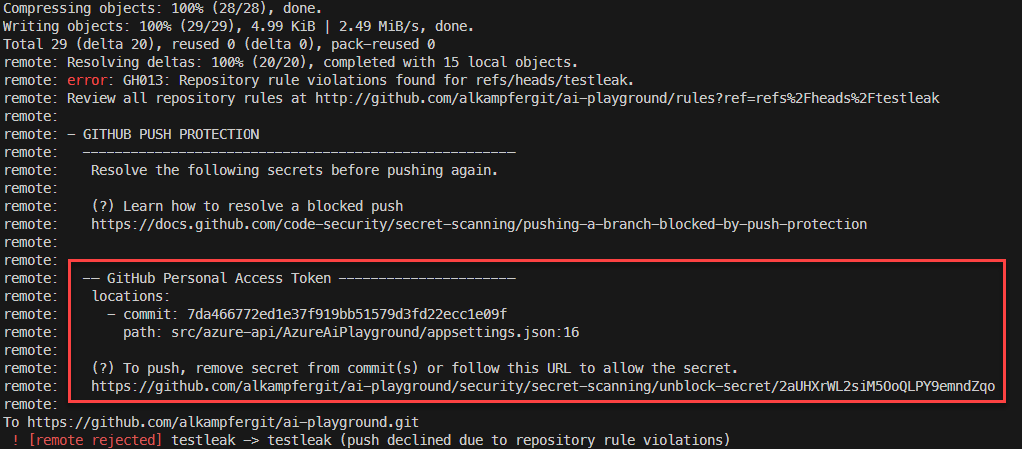 Compressing objects: 100% (28/28), done.
Writing objects: 100% (29/29), 4.99 KiB | 2.49 MiB/s, done.
Total 29 (delta 20), reused 0 (delta 0), pack-reused 0
remote: Resolving deltas: 100% (20/20), completed with 15 local objects.
remote: error: GH013: Repository rule violations found for refs/heads/testleak.
remote: Review all repository rules at http://github.com/alkampfergit/ai-playground/rules?ref=refs%2Fheads%2Ftestleak
remote:
remote: – GITHUB PUSH PROTECTION
remote:   ——————————————————————————————————————————————————————
remote:    Resolve the following secrets before pushing again.
remote:
remote:    (?) Learn how to resolve a blocked push
remote:    https://docs.github.com/code-security/secret-scanning/pushing-a-branch-blocked-by-push-protection
remote:
remote:
remote:   —— GitHub Personal Access Token ——————————————————————
remote:    locations:
remote:      - commit: 7da466772ed1e37f919bb51579d3fd22ecc1e09f
remote:        path: src/azure-api/AzureAiPlayground/appsettings.json:16
remote:
remote:    (?) To push, remove secret from commit(s) or follow this URL to allow the secret.
remote:    https://github.com/alkampfergit/ai-playground/security/secret-scanning/unblock-secret/2aUHXrWL2siM5OoQLPY9emndZqo
remote:
To https://github.com/alkampfergit/ai-playground.git
 ! [remote rejected] testleak -> testleak (push declined due to repository rule violations)